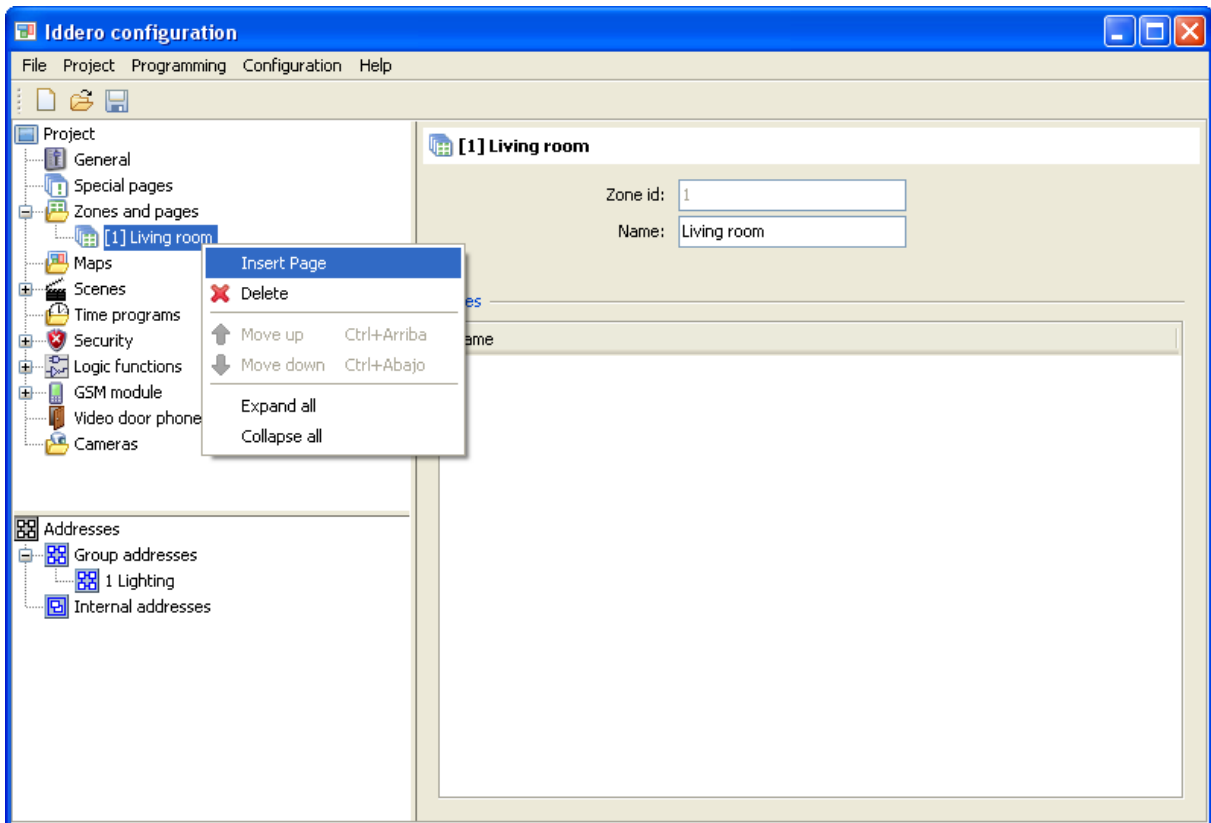 Iddero configuration
File Project Programming Configuration Help
Project
General
Special pages
Zones and pages
[1] Living room
Maps
Scenes
Time programs
Security
Logic functions
GSM module
Video door phone
Cameras
Insert Page
Delete
Move up Ctrl+Arriba
Move down Ctrl+Abajo
Expand all
Collapse all
Addresses
Group addresses
1 Lighting
Internal addresses
[1] Living room
Zone id: 1
Name: Living room
es
ame